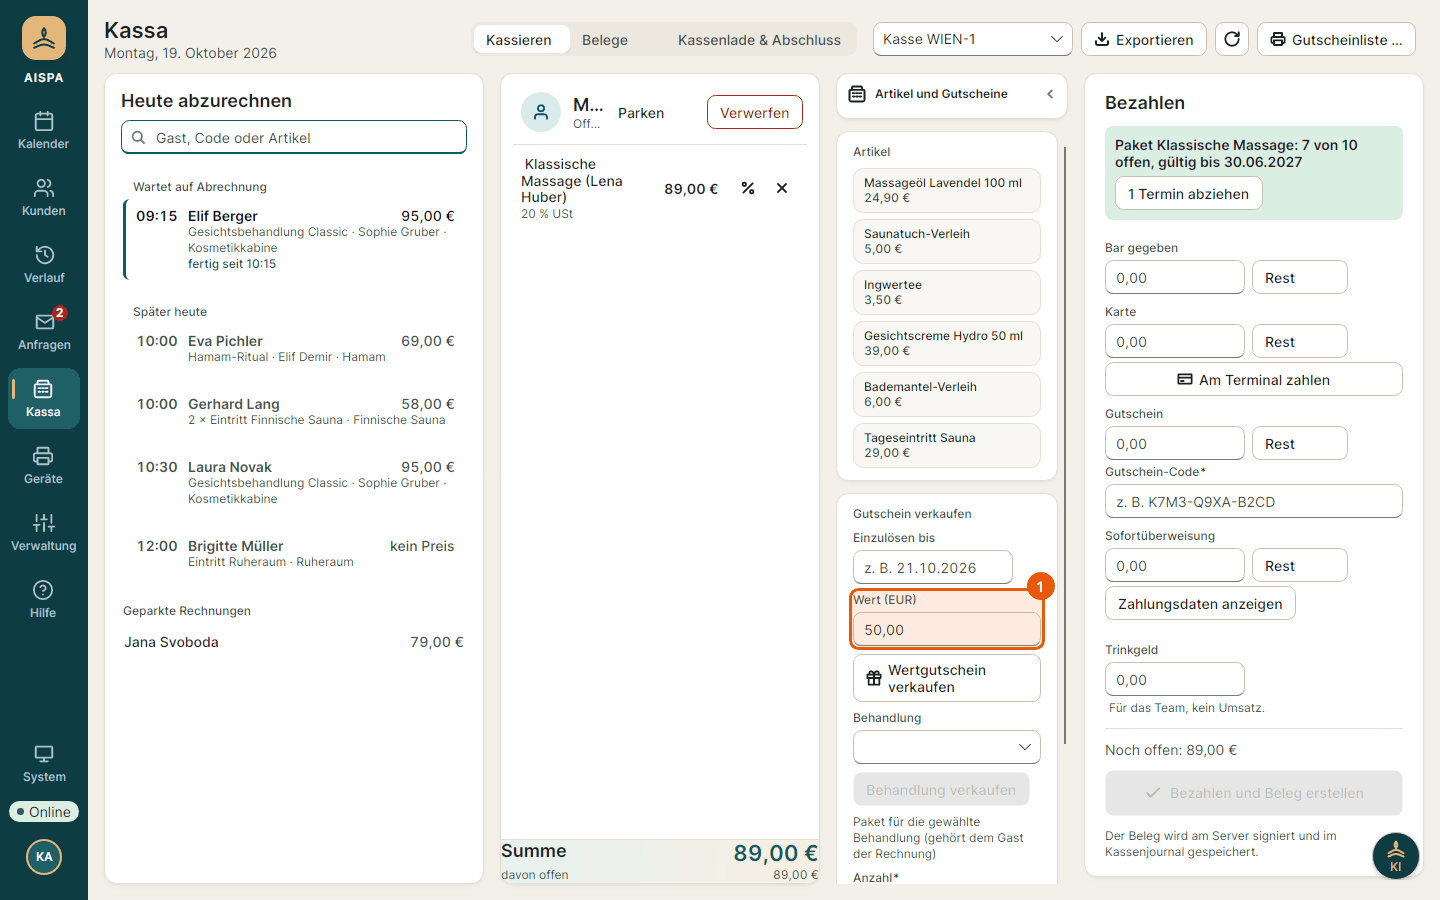 AISPA
Kalender
Kunden
Verlauf
2
Anfragen
Kassa
Geräte
Verwaltung
Hilfe
System
Online
KA
Kassa
Montag, 19. Oktober 2026
Kassieren
Belege
Kassenlade & Abschluss
Kasse WIEN-1
Exportieren
Gutscheinliste ...
Heute abzurechnen
Gast, Code oder Artikel
Wartet auf Abrechnung
09:15 Elif Berger 95,00 €
Gesichtsbehandlung Classic · Sophie Gruber ·
Kosmetikkabine
fertig seit 10:15
Später heute
10:00 Eva Pichler 69,00 €
Hamam-Ritual · Elif Demir · Hamam
10:00 Gerhard Lang 58,00 €
2 × Eintritt Finnische Sauna · Finnische Sauna
10:30 Laura Novak 95,00 €
Gesichtsbehandlung Classic · Sophie Gruber ·
Kosmetikkabine
12:00 Brigitte Müller kein Preis
Eintritt Ruheraum · Ruheraum
Geparkte Rechnungen
Jana Svoboda 79,00 €
M...
Off...
Parken
Verwerfen
Klassische
Massage (Lena
Huber)
20 % USt
89,00 €
Summe 89,00 €
davon offen 89,00 €
Artikel und Gutscheine
Artikel
Massageöl Lavendel 100 ml
24,90 €
Saunatuch-Verleih
5,00 €
Ingwertee
3,50 €
Gesichtscreme Hydro 50 ml
39,00 €
Bademantel-Verleih
6,00 €
Tageseintritt Sauna
29,00 €
Gutschein verkaufen
Einzulösen bis
z. B. 21.10.2026
1
Wert (EUR)
50,00
Wertgutschein
verkaufen
Behandlung
Behandlung verkaufen
Paket für die gewählte
Behandlung (gehört dem Gast
der Rechnung)
Anzahl*
Bezahlen
Paket Klassische Massage: 7 von 10
offen, gültig bis 30.06.2027
1 Termin abziehen
Bar gegeben
0,00 Rest
Karte
0,00 Rest
Am Terminal zahlen
Gutschein
0,00 Rest
Gutschein-Code*
z. B. K7M3-Q9XA-B2CD
Sofortüberweisung
0,00 Rest
Zahlungsdaten anzeigen
Trinkgeld
0,00
Für das Team, kein Umsatz.
Noch offen: 89,00 €
Bezahlen und Beleg erstellen
Der Beleg wird am Server signiert und im
Kassenjournal gespeichert.
KI